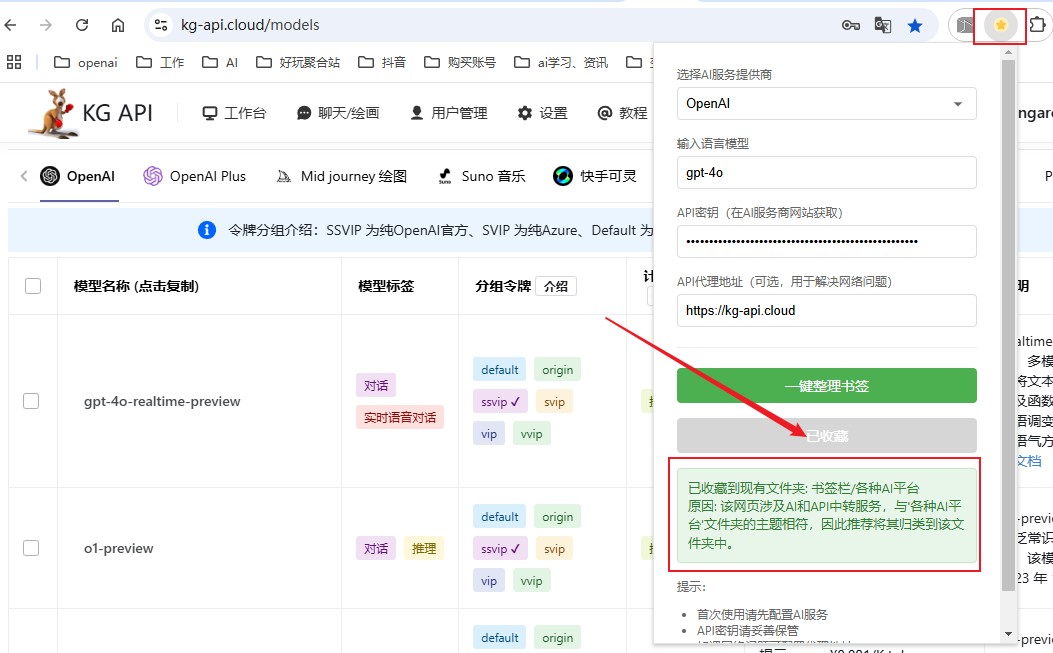 kg-api.cloud/models
openai
工作
AI
好玩聚合站
抖音
购买账号
ai学习、资讯
KG API
工作台
聊天/绘画
用户管理
设置
教程
OpenAI
OpenAI Plus
Mid journey 绘图
Suno 音乐
快手可灵
令牌分组介绍：SSVIP 为纯OpenAI官方、SVIP 为纯Azure、Default 为
模型名称 (点击复制)
模型标签
分组令牌
介绍
gpt-4o-realtime-preview
对话
实时语音对话
default
origin
ssvip ✓
svip
vip
vvip
o1-preview
对话
推理
default
origin
ssvip ✓
svip
vip
vvip
default
origin
选择AI服务提供商
OpenAI
输入语言模型
gpt-4o
API密钥（在AI服务商网站获取）
API代理地址（可选，用于解决网络问题）
https://kg-api.cloud
一键整理书签
已收藏
已收藏到现有文件夹: 书签栏/各种AI平台
原因: 该网页涉及AI和API中转服务，与'各种AI平
台'文件夹的主题相符，因此推荐将其归类到该文
件夹中。
提示:
首次使用请先配置AI服务
API密钥请妥善保管